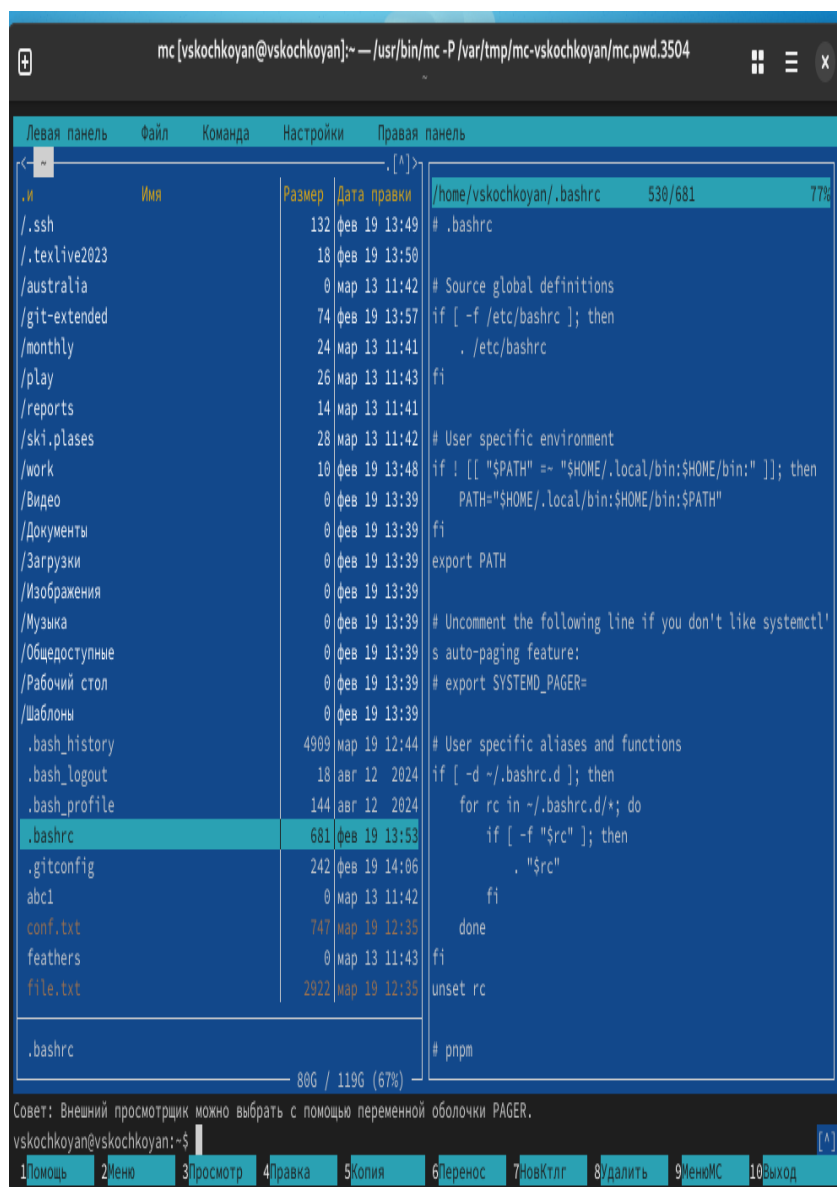 mc [vskochkoyan@vskochkoyan]:~ — /usr/bin/mc -P /var/tmp/mc-vskochkoyan/mc.pwd.3504
~
Левая панель Файл Команда Настройки Правая панель
<- ~ .[^]>
.и Имя Размер Дата правки
/.ssh 132 фев 19 13:49
/.texlive2023 18 фев 19 13:50
/australia 0 мар 13 11:42
/git-extended 74 фев 19 13:57
/monthly 24 мар 13 11:41
/play 26 мар 13 11:43
/reports 14 мар 13 11:41
/ski.plases 28 мар 13 11:42
/work 10 фев 19 13:48
/Видео 0 фев 19 13:39
/Документы 0 фев 19 13:39
/Загрузки 0 фев 19 13:39
/Изображения 0 фев 19 13:39
/Музыка 0 фев 19 13:39
/Общедоступные 0 фев 19 13:39
/Рабочий стол 0 фев 19 13:39
/Шаблоны 0 фев 19 13:39
.bash_history 4909 мар 19 12:44
.bash_logout 18 авг 12 2024
.bash_profile 144 авг 12 2024
.bashrc 681 фев 19 13:53
.gitconfig 242 фев 19 14:06
abc1 0 мар 13 11:42
conf.txt 747 мар 19 12:35
feathers 0 мар 13 11:43
file.txt 2922 мар 19 12:35
.bashrc
80G / 119G (67%)
/home/vskochkoyan/.bashrc 530/681 77%
# .bashrc
# Source global definitions
if [ -f /etc/bashrc ]; then
    . /etc/bashrc
fi
# User specific environment
if ! [[ "$PATH" =~ "$HOME/.local/bin:$HOME/bin:" ]]; then
    PATH="$HOME/.local/bin:$HOME/bin:$PATH"
fi
export PATH
# Uncomment the following line if you don't like systemctl'
s auto-paging feature:
# export SYSTEMD_PAGER=
# User specific aliases and functions
if [ -d ~/.bashrc.d ]; then
    for rc in ~/.bashrc.d/*; do
        if [ -f "$rc" ]; then
            . "$rc"
        fi
    done
fi
unset rc
# pnpm
Совет: Внешний просмотрщик можно выбрать с помощью переменной оболочки PAGER.
vskochkoyan@vskochkoyan:~$ [^]
1Помощь 2Меню 3Просмотр 4Правка 5Копия 6Перенос 7НовКтлг 8Удалить 9МенюMC 10Выход